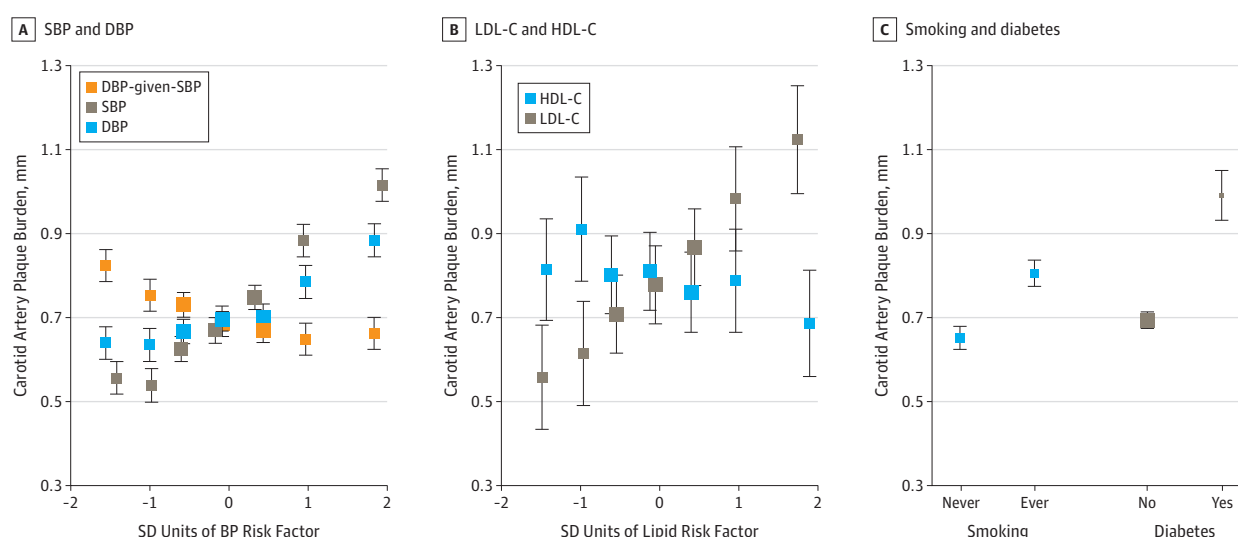 A SBP and DBP
Carotid Artery Plaque Burden, mm
1.3
1.1
0.9
0.7
0.5
0.3
DBP-given-SBP
SBP
DBP
-2
-1
0
1
2
SD Units of BP Risk Factor
B LDL-C and HDL-C
Carotid Artery Plaque Burden, mm
1.3
1.1
0.9
0.7
0.5
0.3
HDL-C
LDL-C
-2
-1
0
1
2
SD Units of Lipid Risk Factor
C Smoking and diabetes
Carotid Artery Plaque Burden, mm
1.3
1.1
0.9
0.7
0.5
0.3
Never
Ever
No
Yes
Smoking
Diabetes